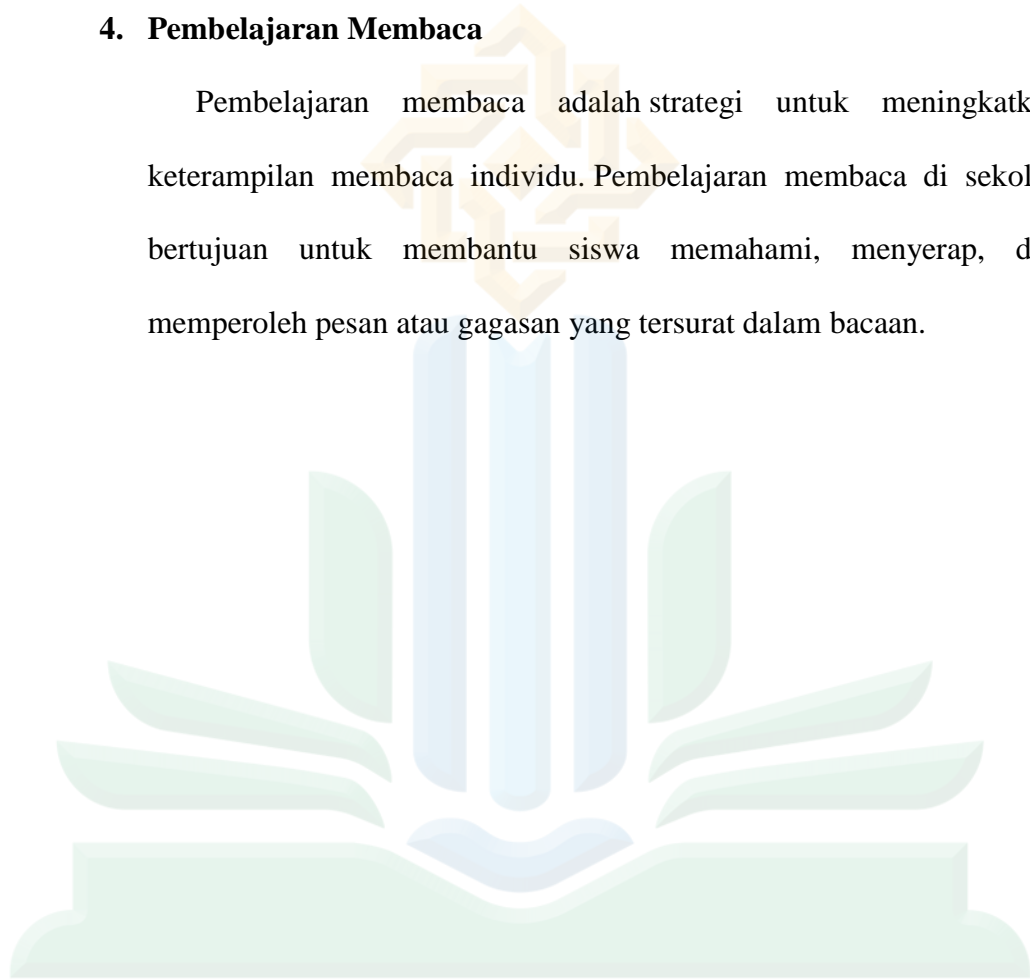 4. Pembelajaran Membaca
Pembelajaran membaca adalah strategi untuk meningkatk
keterampilan membaca individu. Pembelajaran membaca di sekol
bertujuan untuk membantu siswa memahami, menyerap, d
memperoleh pesan atau gagasan yang tersurat dalam bacaan.